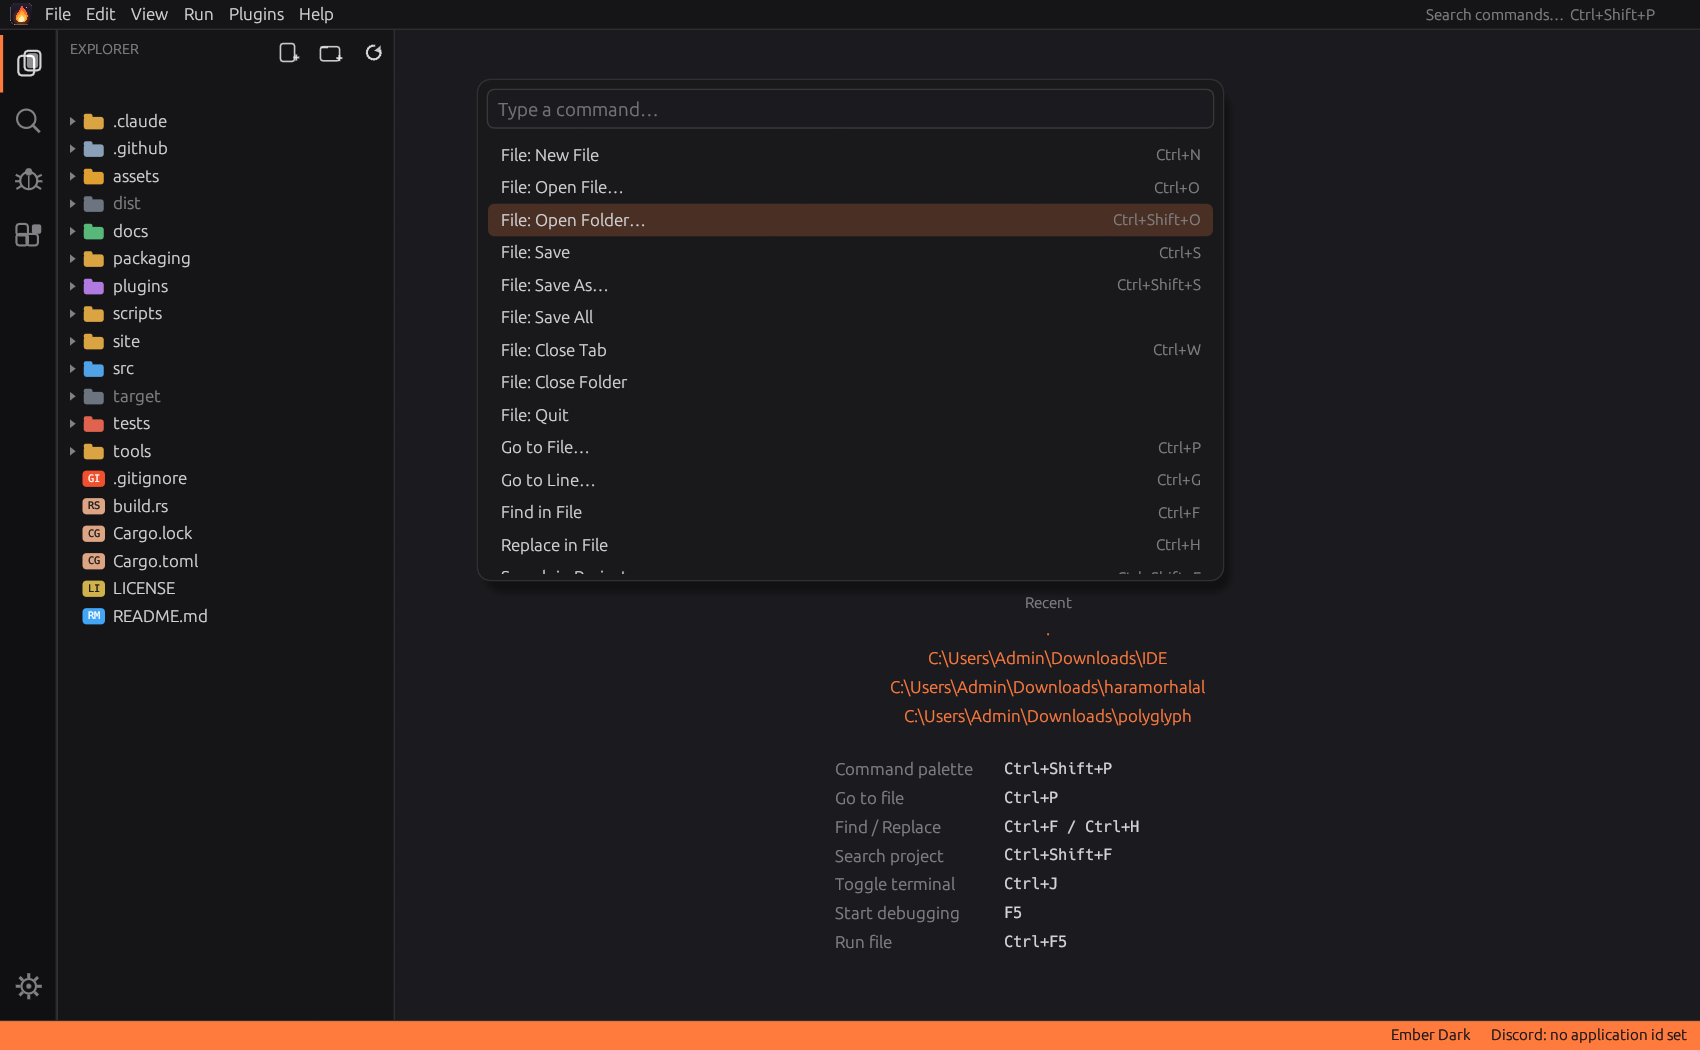 File Edit View Run Plugins Help
Search commands… Ctrl+Shift+P
EXPLORER
.claude
.github
assets
dist
docs
packaging
plugins
scripts
site
src
target
tests
tools
GI .gitignore
RS build.rs
CG Cargo.lock
CG Cargo.toml
LI LICENSE
RM README.md
Type a command…
File: New File Ctrl+N
File: Open File… Ctrl+O
File: Open Folder… Ctrl+Shift+O
File: Save Ctrl+S
File: Save As… Ctrl+Shift+S
File: Save All
File: Close Tab Ctrl+W
File: Close Folder
File: Quit
Go to File… Ctrl+P
Go to Line… Ctrl+G
Find in File Ctrl+F
Replace in File Ctrl+H
Recent
.
C:\Users\Admin\Downloads\IDE
C:\Users\Admin\Downloads\haramorhalal
C:\Users\Admin\Downloads\polyglyph
Command palette Ctrl+Shift+P
Go to file Ctrl+P
Find / Replace Ctrl+F / Ctrl+H
Search project Ctrl+Shift+F
Toggle terminal Ctrl+J
Start debugging F5
Run file Ctrl+F5
Ember Dark Discord: no application id set